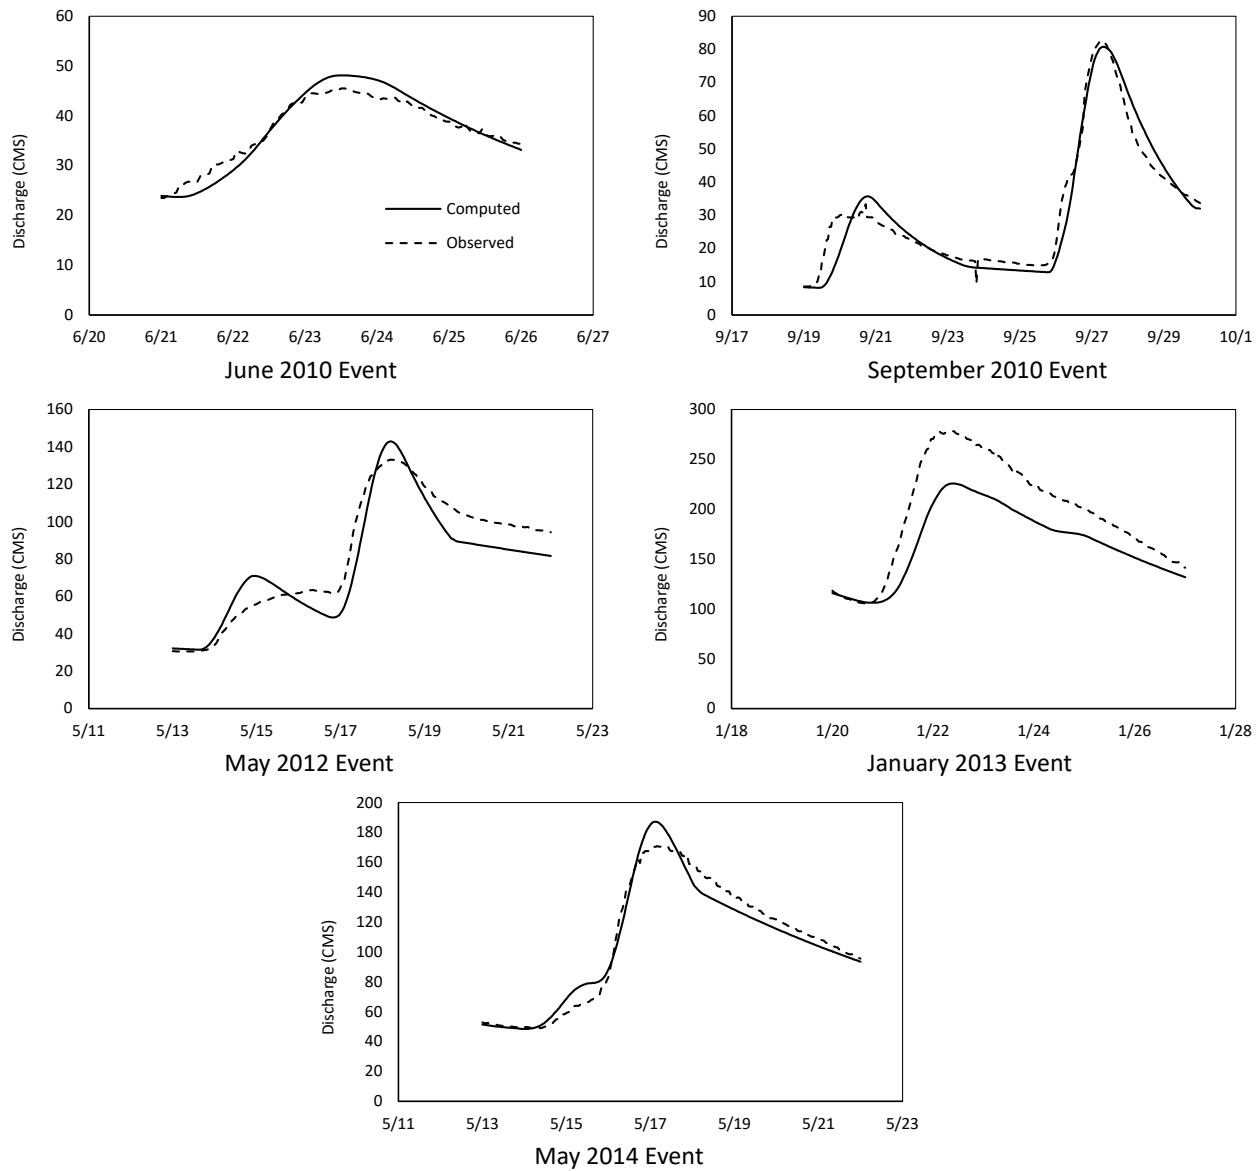 60
50
40
30
20
10
0
Discharge (CMS)
Computed
Observed
6/20 6/21 6/22 6/23 6/24 6/25 6/26 6/27
June 2010 Event
90
80
70
60
50
40
30
20
10
0
Discharge (CMS)
9/17 9/19 9/21 9/23 9/25 9/27 9/29 10/1
September 2010 Event
160
140
120
100
80
60
40
20
0
Discharge (CMS)
5/11 5/13 5/15 5/17 5/19 5/21 5/23
May 2012 Event
300
250
200
150
100
50
0
Discharge (CMS)
1/18 1/20 1/22 1/24 1/26 1/28
January 2013 Event
200
180
160
140
120
100
80
60
40
20
0
Discharge (CMS)
5/11 5/13 5/15 5/17 5/19 5/21 5/23
May 2014 Event